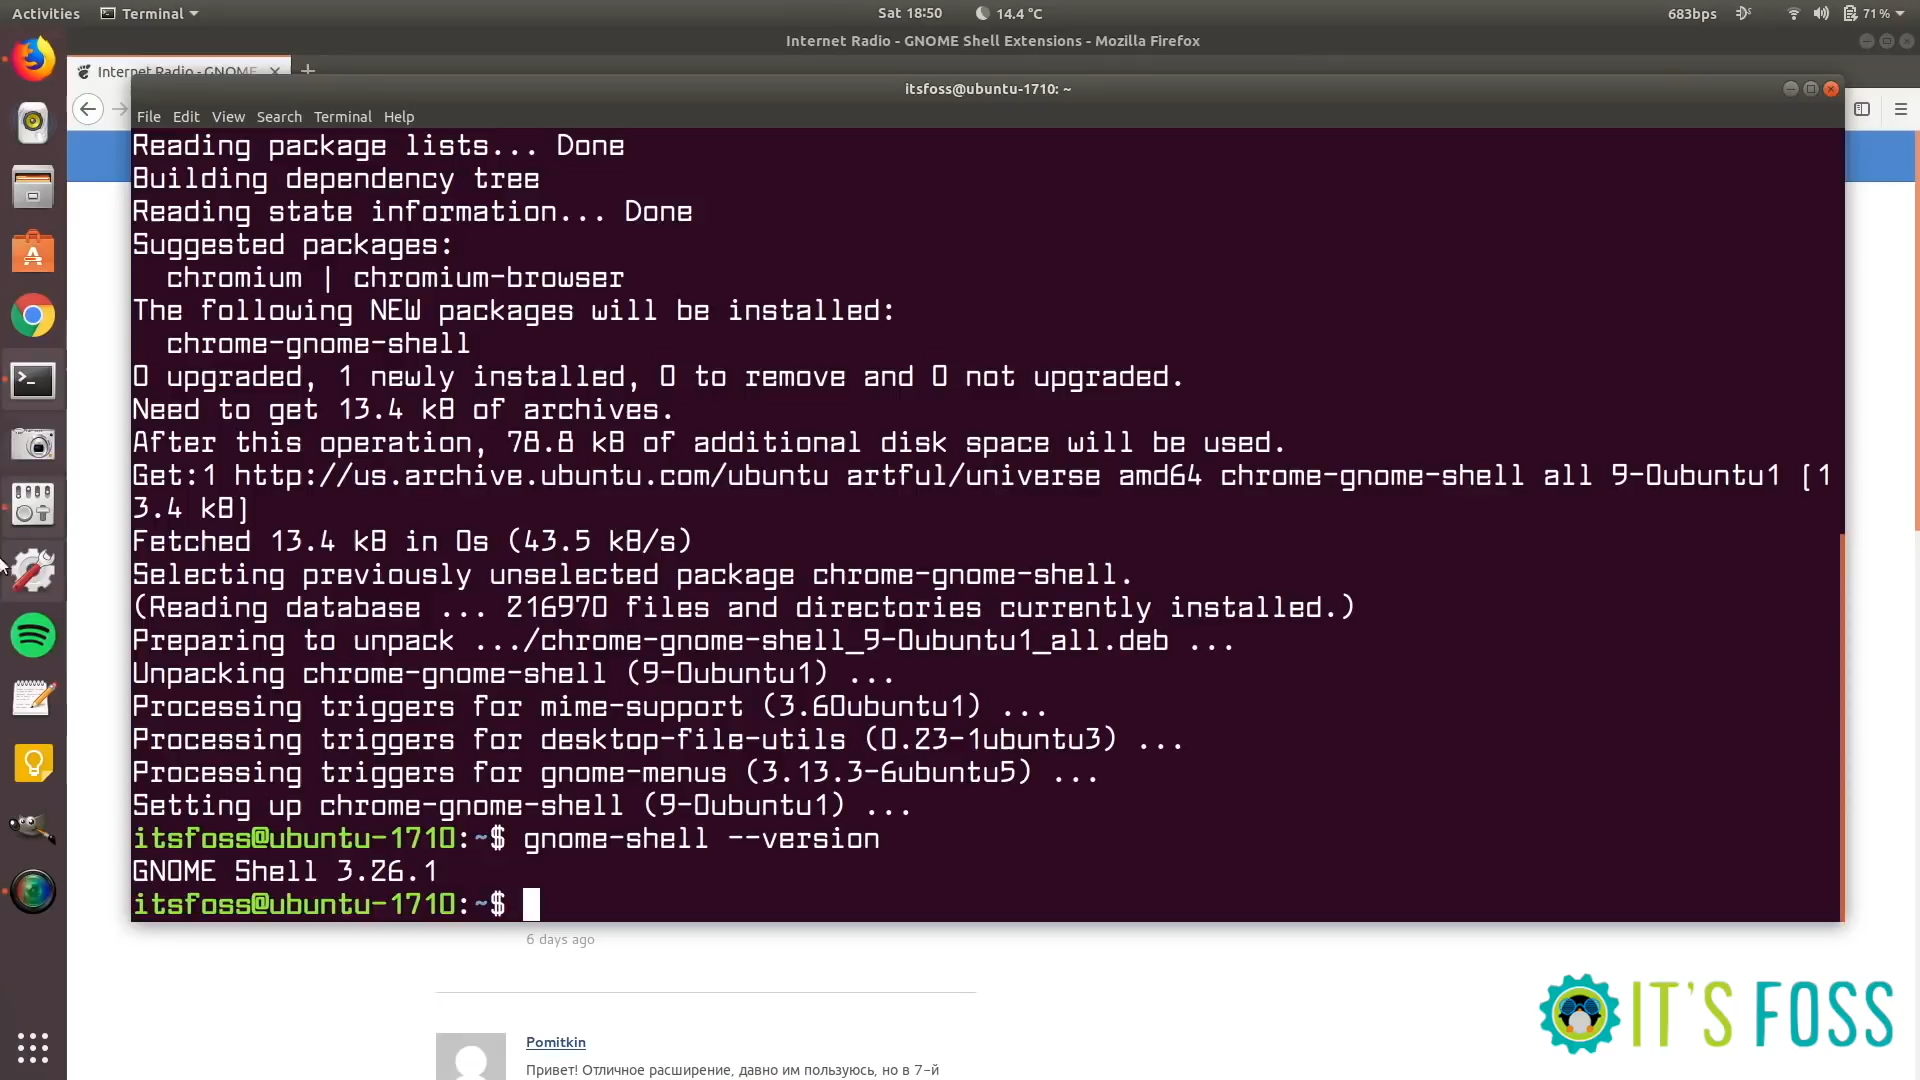 Activities Terminal Sat 18:50 14.4 °C 683bps 71 %
Internet Radio - GNOME Shell Extensions - Mozilla Firefox
Internet Radio - GNOME
itsfoss@ubuntu-1710: ~
File Edit View Search Terminal Help
Reading package lists... Done
Building dependency tree
Reading state information... Done
Suggested packages:
chromium | chromium-browser
The following NEW packages will be installed:
chrome-gnome-shell
0 upgraded, 1 newly installed, 0 to remove and 0 not upgraded.
Need to get 13.4 kB of archives.
After this operation, 78.8 kB of additional disk space will be used.
Get:1 http://us.archive.ubuntu.com/ubuntu artful/universe amd64 chrome-gnome-shell all 9-0ubuntu1 [1
3.4 kB]
Fetched 13.4 kB in 0s (43.5 kB/s)
Selecting previously unselected package chrome-gnome-shell.
(Reading database ... 216970 files and directories currently installed.)
Preparing to unpack .../chrome-gnome-shell_9-0ubuntu1_all.deb ...
Unpacking chrome-gnome-shell (9-0ubuntu1) ...
Processing triggers for mime-support (3.60ubuntu1) ...
Processing triggers for desktop-file-utils (0.23-1ubuntu3) ...
Processing triggers for gnome-menus (3.13.3-6ubuntu5) ...
Setting up chrome-gnome-shell (9-0ubuntu1) ...
itsfoss@ubuntu-1710:~$ gnome-shell --version
GNOME Shell 3.26.1
itsfoss@ubuntu-1710:~$
6 days ago
Pomitkin
Привет! Отличное расширение, давно им пользуюсь, но в 7-й
IT'S FOSS